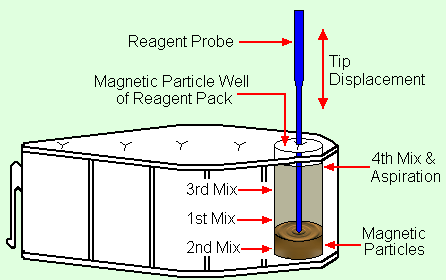 Reagent Probe
Tip
Displacement
Magnetic Particle Well
of Reagent Pack
4th Mix &
Aspiration
3rd Mix
1st Mix
2nd Mix
Magnetic
Particles